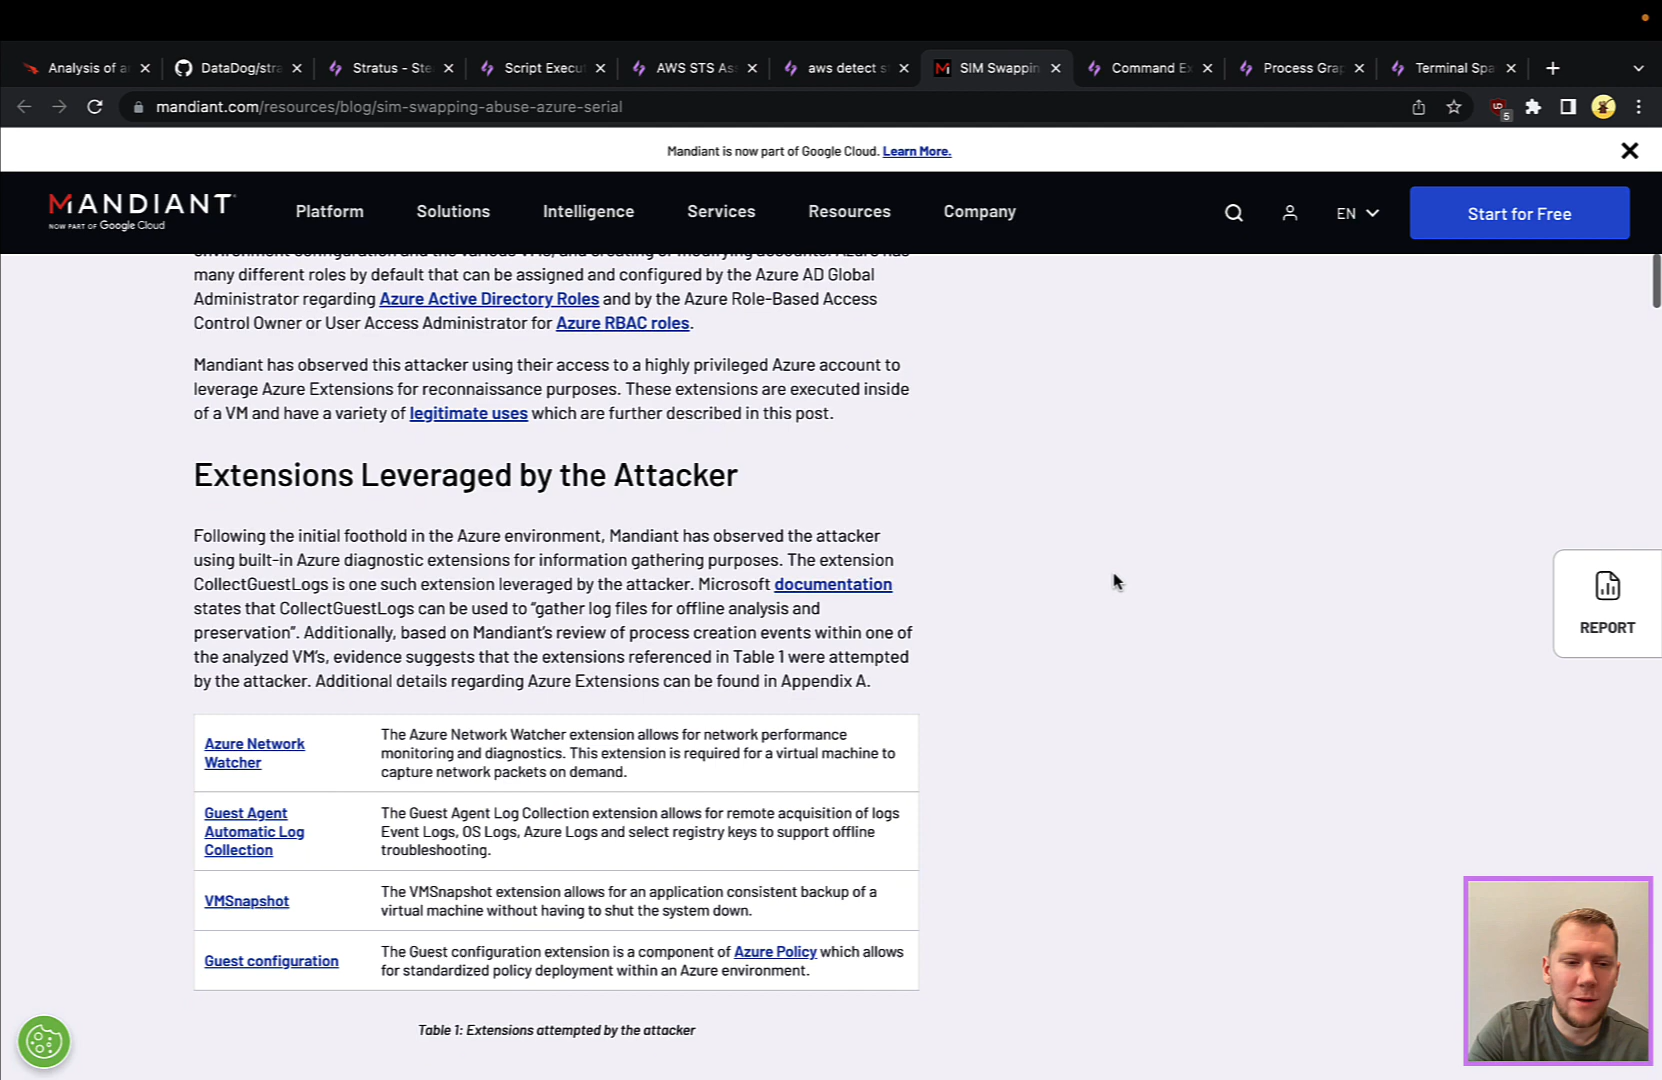 Analysis of a
DataDog/stra
Stratus - Ste
Script Execu
AWS STS Ass
aws detect s
SIM Swappin
Command Ex
Process Grap
Terminal Spa
mandiant.com/resources/blog/sim-swapping-abuse-azure-serial
5
Mandiant is now part of Google Cloud. Learn More.
MANDIANT
NOW PART OF Google Cloud
Platform
Solutions
Intelligence
Services
Resources
Company
EN
Start for Free
environment configuration and the various VMs, and creating or modifying accounts. Azure has
many different roles by default that can be assigned and configured by the Azure AD Global
Administrator regarding Azure Active Directory Roles and by the Azure Role-Based Access
Control Owner or User Access Administrator for Azure RBAC roles.
Mandiant has observed this attacker using their access to a highly privileged Azure account to
leverage Azure Extensions for reconnaissance purposes. These extensions are executed inside
of a VM and have a variety of legitimate uses which are further described in this post.
Extensions Leveraged by the Attacker
Following the initial foothold in the Azure environment, Mandiant has observed the attacker
using built-in Azure diagnostic extensions for information gathering purposes. The extension
CollectGuestLogs is one such extension leveraged by the attacker. Microsoft documentation
states that CollectGuestLogs can be used to “gather log files for offline analysis and
preservation”. Additionally, based on Mandiant’s review of process creation events within one of
the analyzed VM’s, evidence suggests that the extensions referenced in Table 1 were attempted
by the attacker. Additional details regarding Azure Extensions can be found in Appendix A.
REPORT
Azure Network
Watcher
The Azure Network Watcher extension allows for network performance
monitoring and diagnostics. This extension is required for a virtual machine to
capture network packets on demand.
Guest Agent
Automatic Log
Collection
The Guest Agent Log Collection extension allows for remote acquisition of logs
Event Logs, OS Logs, Azure Logs and select registry keys to support offline
troubleshooting.
VMSnapshot
The VMSnapshot extension allows for an application consistent backup of a
virtual machine without having to shut the system down.
Guest configuration
The Guest configuration extension is a component of Azure Policy which allows
for standardized policy deployment within an Azure environment.
Table 1: Extensions attempted by the attacker